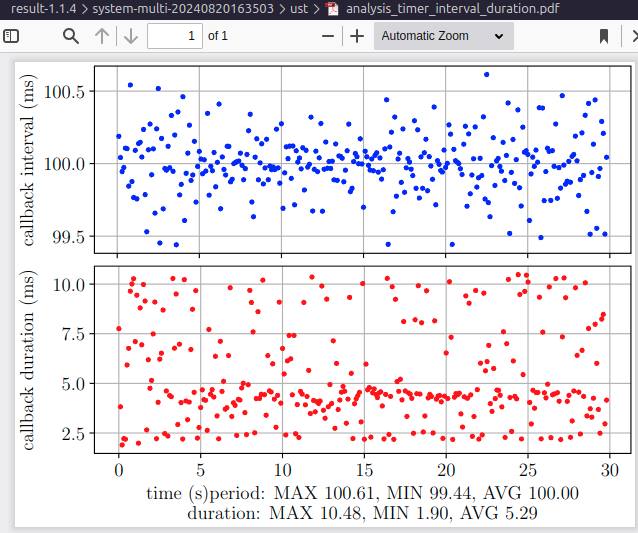 result-1.1.4 > system-multi-20240820163503 > ust > analysis_timer_interval_duration.pdf
1 of 1
Automatic Zoom
callback interval (ms)
100.5
100.0
99.5
callback duration (ms)
10.0
7.5
5.0
2.5
0 5 10 15 20 25 30
time (s)period: MAX 100.61, MIN 99.44, AVG 100.00
duration: MAX 10.48, MIN 1.90, AVG 5.29